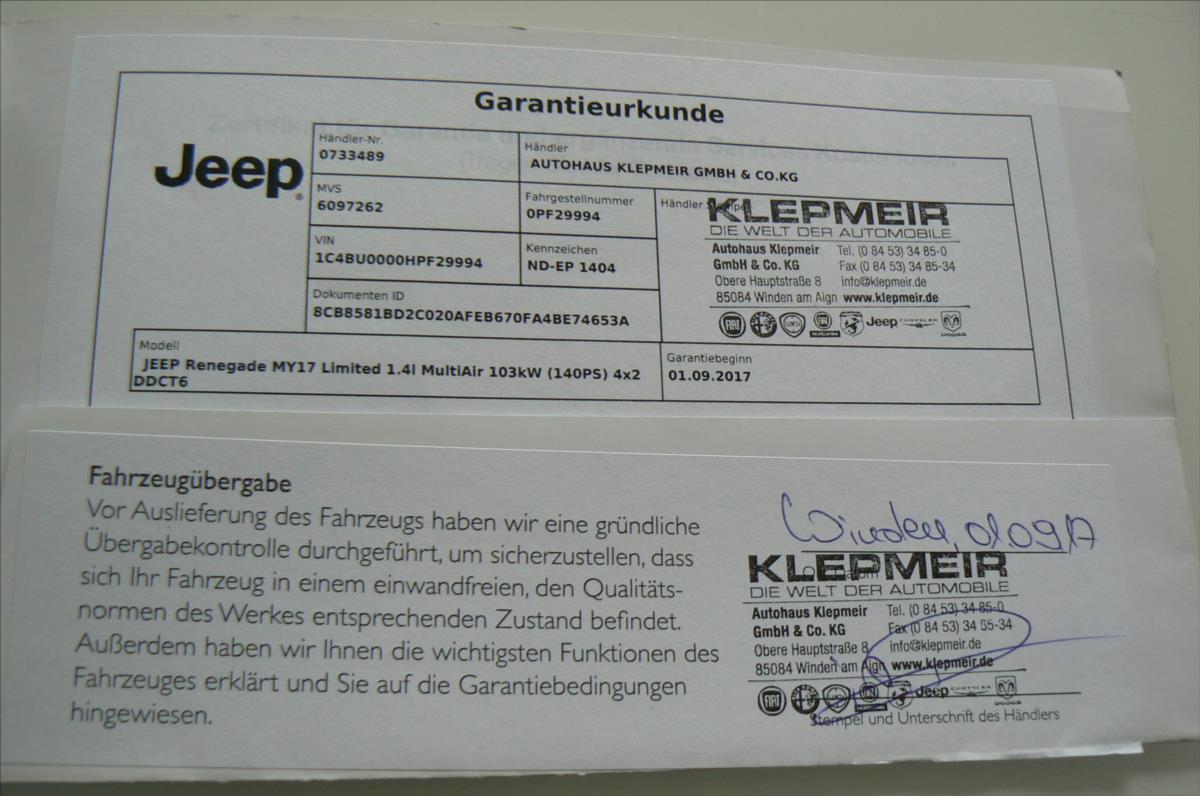 Garantieurkunde
Jeep
Händler-Nr.
0733489
Händler
AUTOHAUS KLEPMEIR GMBH & CO.KG
MVS
6097262
Fahrgestellnummer
0PF29994
Händler Stempel
KLEPMEIR
DIE WELT DER AUTOMOBILE
Autohaus Klepmeir Tel. (0 84 53) 34 85-0
GmbH & Co. KG Fax (0 84 53) 34 85-34
Obere Hauptstraße 8 info@klepmeir.de
85084 Winden am Aign www.klepmeir.de
FIAT Jeep CHRYSLER DODGE
VIN
1C4BU0000HPF29994
Kennzeichen
ND-EP 1404
Dokumenten ID
8CB8581BD2C020AFEB670FA4BE74653A
Modell
JEEP Renegade MY17 Limited 1.4l MultiAir 103kW (140PS) 4x2
DDCT6
Garantiebeginn
01.09.2017
Fahrzeugübergabe
Vor Auslieferung des Fahrzeugs haben wir eine gründliche
Übergabekontrolle durchgeführt, um sicherzustellen, dass
sich Ihr Fahrzeug in einem einwandfreien, den Qualitäts-
normen des Werkes entsprechenden Zustand befindet.
Außerdem haben wir Ihnen die wichtigsten Funktionen des
Fahrzeuges erklärt und Sie auf die Garantiebedingungen
hingewiesen.
Winden, 01.09.17
KLEPMEIR
DIE WELT DER AUTOMOBILE
Autohaus Klepmeir Tel. (0 84 53) 34 85-0
GmbH & Co. KG Fax (0 84 53) 34 85-34
Obere Hauptstraße 8 info@klepmeir.de
85084 Winden am Aign www.klepmeir.de
FIAT Jeep CHRYSLER DODGE
Stempel und Unterschrift des Händlers